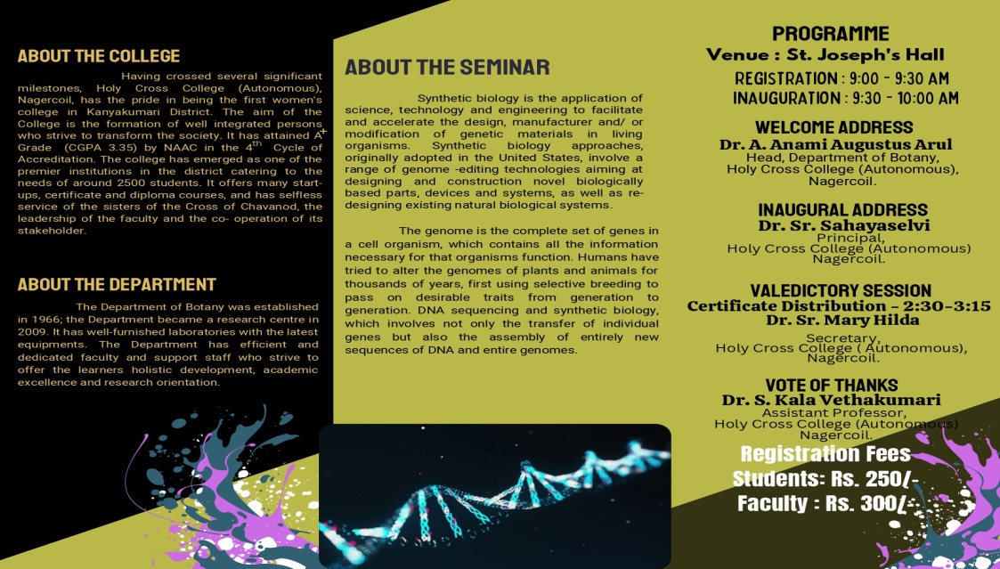 ABOUT THE COLLEGE
Having crossed several significant
milestones, Holy Cross College (Autonomous),
Nagercoil, has the pride in being the first women's
college in Kanyakumari District. The aim of the
College is the formation of well integrated persons
who strive to transform the society. It has attained A+
Grade (CGPA 3.35) by NAAC in the 4th Cycle of
Accreditation. The college has emerged as one of the
premier institutions in the district catering to the
needs of around 2500 students. It offers many start-
ups, certificate and diploma courses, and has selfless
service of the sisters of the Cross of Chavanod, the
leadership of the faculty and the co- operation of its
stakeholder.
ABOUT THE DEPARTMENT
The Department of Botany was established
in 1966; the Department became a research centre in
2009. It has well-furnished laboratories with the latest
equipments. The Department has efficient and
dedicated faculty and support staff who strive to
offer the learners holistic development, academic
excellence and research orientation.
ABOUT THE SEMINAR
Synthetic biology is the application of
science, technology and engineering to facilitate
and accelerate the design, manufacturer and/ or
modification of genetic materials in living
organisms. Synthetic biology approaches,
originally adopted in the United States, involve a
range of genome -editing technologies aiming at
designing and construction novel biologically
based parts, devices and systems, as well as re-
designing existing natural biological systems.
The genome is the complete set of genes in
a cell organism, which contains all the information
necessary for that organisms function. Humans have
tried to alter the genomes of plants and animals for
thousands of years, first using selective breeding to
pass on desirable traits from generation to
generation. DNA sequencing and synthetic biology,
which involves not only the transfer of individual
genes but also the assembly of entirely new
sequences of DNA and entire genomes.
PROGRAMME
Venue : St. Joseph's Hall
REGISTRATION : 9:00 - 9:30 AM
INAUGURATION : 9:30 - 10:00 AM
WELCOME ADDRESS
Dr. A. Anami Augustus Arul
Head, Department of Botany,
Holy Cross College (Autonomous),
Nagercoil.
INAUGURAL ADDRESS
Dr. Sr. Sahayaselvi
Principal,
Holy Cross College (Autonomous)
Nagercoil.
VALEDICTORY SESSION
Certificate Distribution - 2:30-3:15
Dr. Sr. Mary Hilda
Secretary,
Holy Cross College ( Autonomous),
Nagercoil.
VOTE OF THANKS
Dr. S. Kala Vethakumari
Assistant Professor,
Holy Cross College (Autonomous)
Nagercoil.
Registration Fees
Students: Rs. 250/-
Faculty : Rs. 300/-